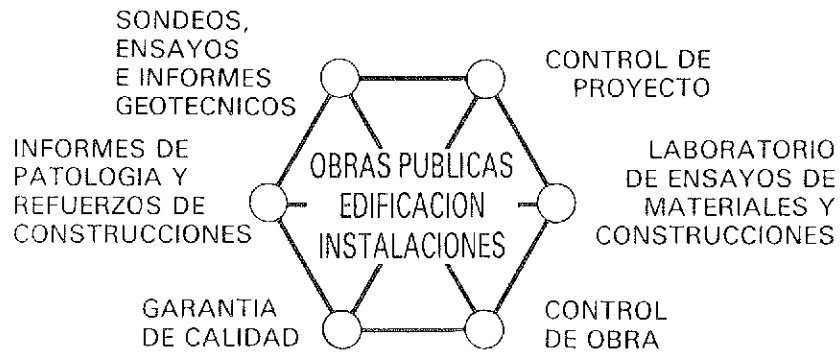 SONDEOS,
ENSAYOS
E INFORMES
GEOTECNICOS
CONTROL DE
PROYECTO
INFORMES DE
PATOLOGIA Y
REFUERZOS DE
CONSTRUCCIONES
OBRAS PUBLICAS
EDIFICACION
INSTALACIONES
LABORATORIO
DE ENSAYOS DE
MATERIALES Y
CONSTRUCCIONES
GARANTIA
DE CALIDAD
CONTROL
DE OBRA